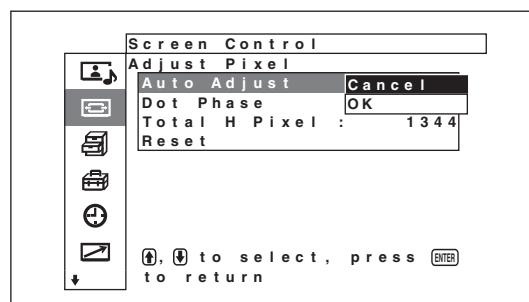 Screen Control
Adjust Pixel
Auto Adjust Cancel
Dot Phase OK
Total H Pixel : 1344
Reset
, to select, press ENTER
to return